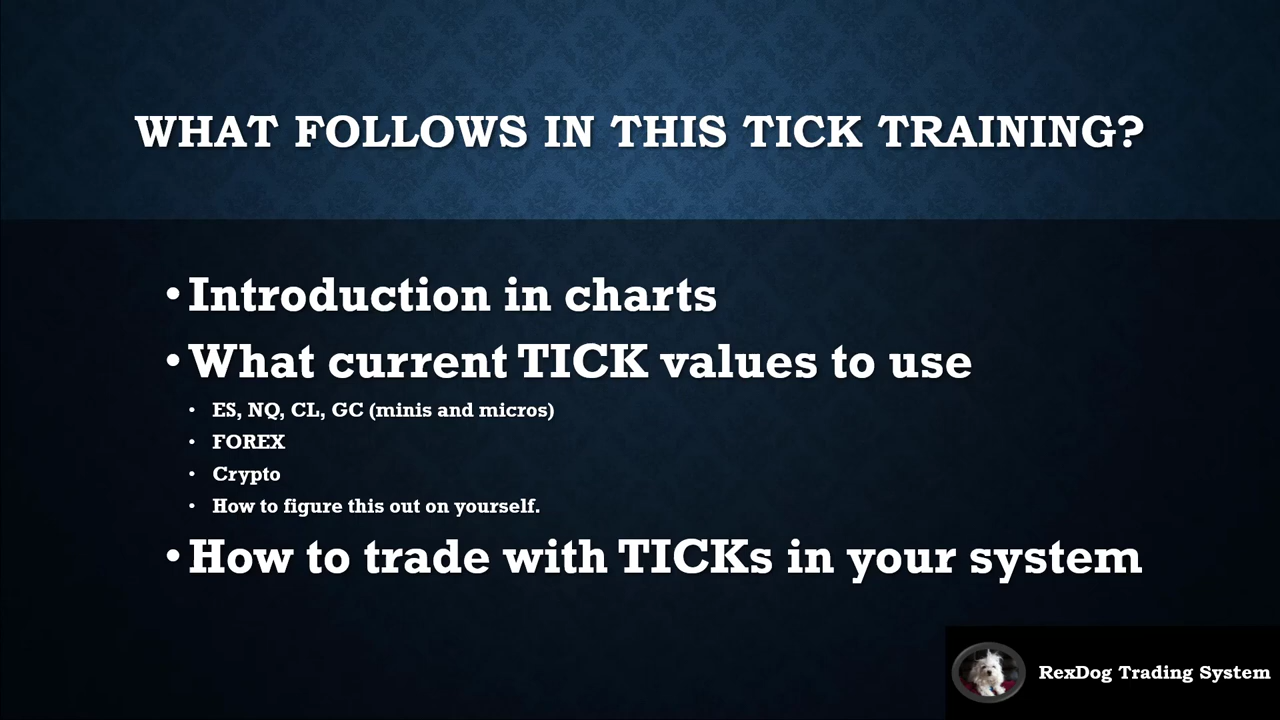 WHAT FOLLOWS IN THIS TICK TRAINING?
• Introduction in charts
• What current TICK values to use
• ES, NQ, CL, GC (minis and micros)
• FOREX
• Crypto
• How to figure this out on yourself.
• How to trade with TICKs in your system
RexDog Trading System